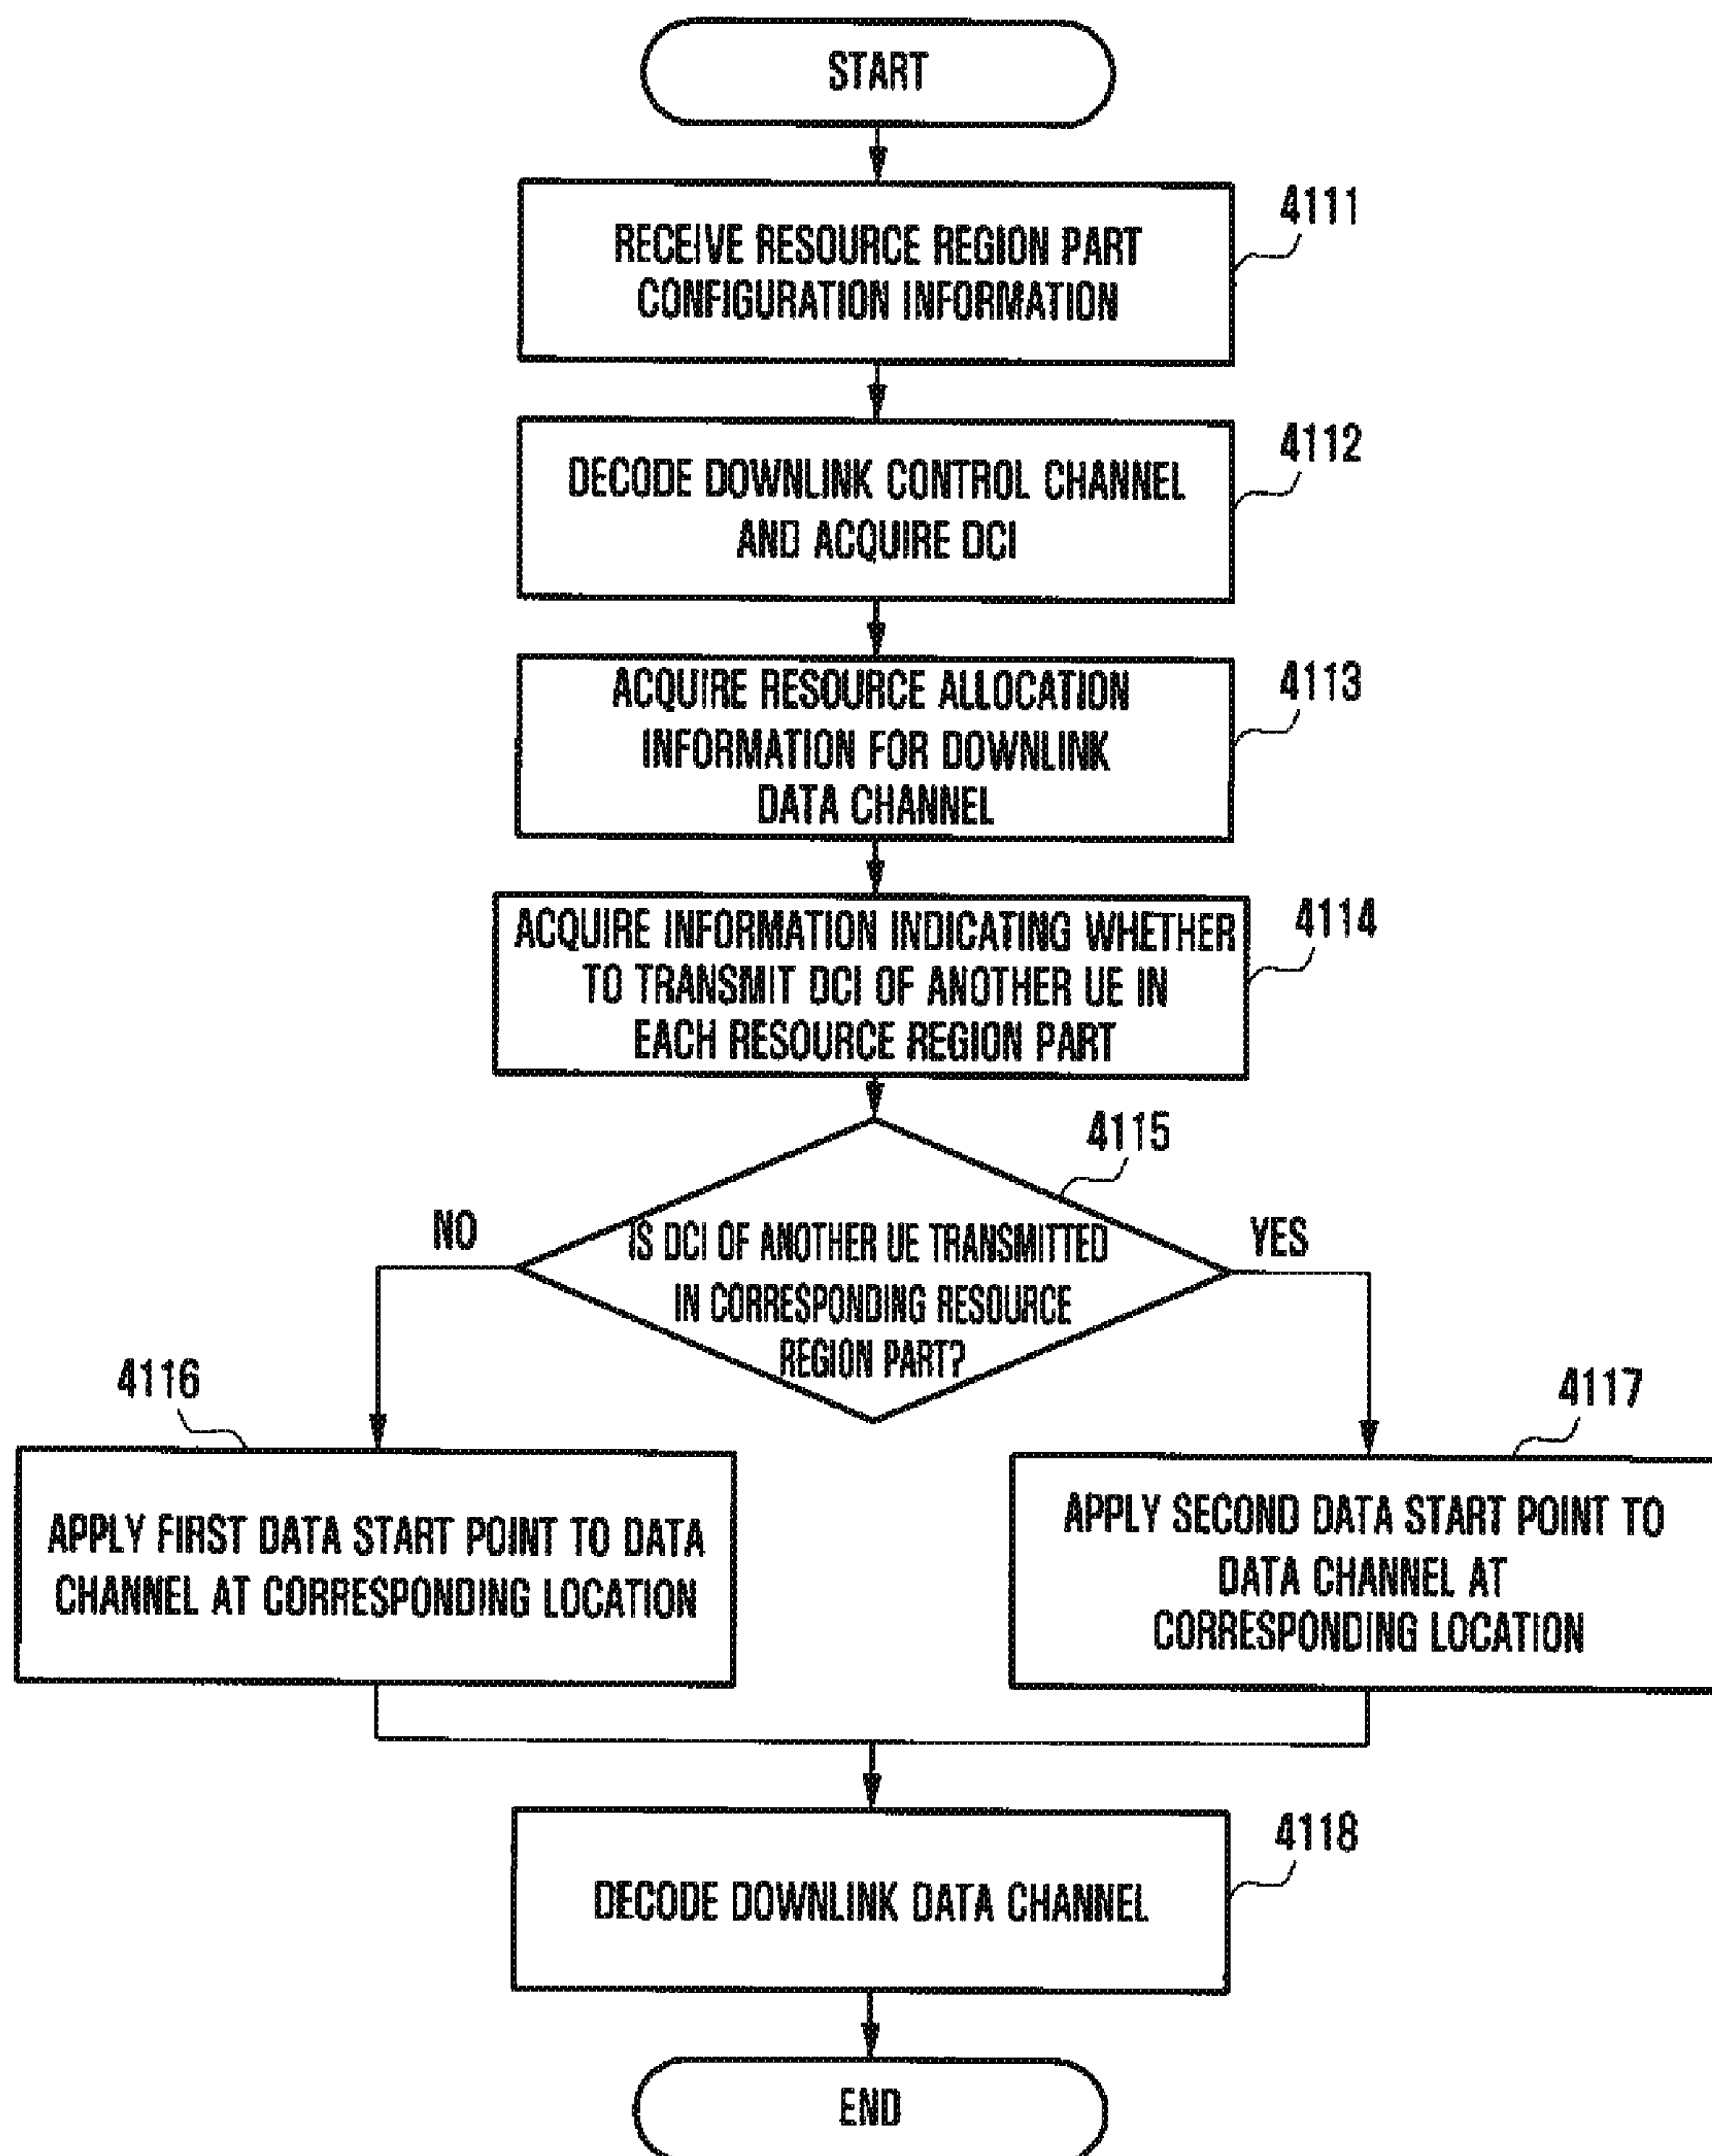 START
RECEIVE RESOURCE REGION PART
CONFIGURATION INFORMATION
4111
DECODE DOWNLINK CONTROL CHANNEL
AND ACQUIRE DCI
4112
ACQUIRE RESOURCE ALLOCATION
INFORMATION FOR DOWNLINK
DATA CHANNEL
4113
ACQUIRE INFORMATION INDICATING WHETHER
TO TRANSMIT DCI OF ANOTHER UE IN
EACH RESOURCE REGION PART
4114
4115
IS DCI OF ANOTHER UE TRANSMITTED
IN CORRESPONDING RESOURCE
REGION PART?
NO
YES
4116
APPLY FIRST DATA START POINT TO DATA
CHANNEL AT CORRESPONDING LOCATION
4117
APPLY SECOND DATA START POINT TO
DATA CHANNEL AT
CORRESPONDING LOCATION
DECODE DOWNLINK DATA CHANNEL
4118
END